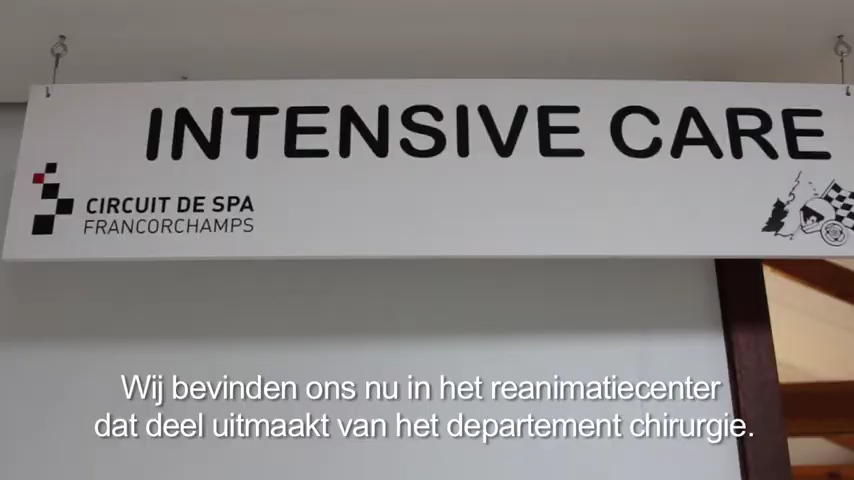 INTENSIVE CARE
CIRCUIT DE SPA
FRANCORCHAMPS
Wij bevinden ons nu in het reanimatiecenter
dat deel uitmaakt van het departement chirurgie.